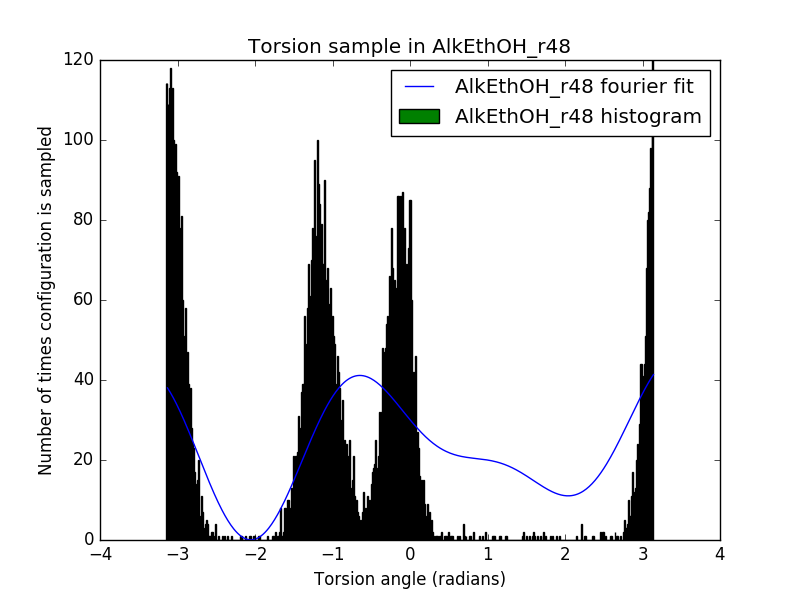 Torsion sample in AlkEthOH_r48
AlkEthOH_r48 fourier fit
AlkEthOH_r48 histogram
Number of times configuration is sampled
120
100
80
60
40
20
0
−4 −3 −2 −1 0 1 2 3 4
Torsion angle (radians)